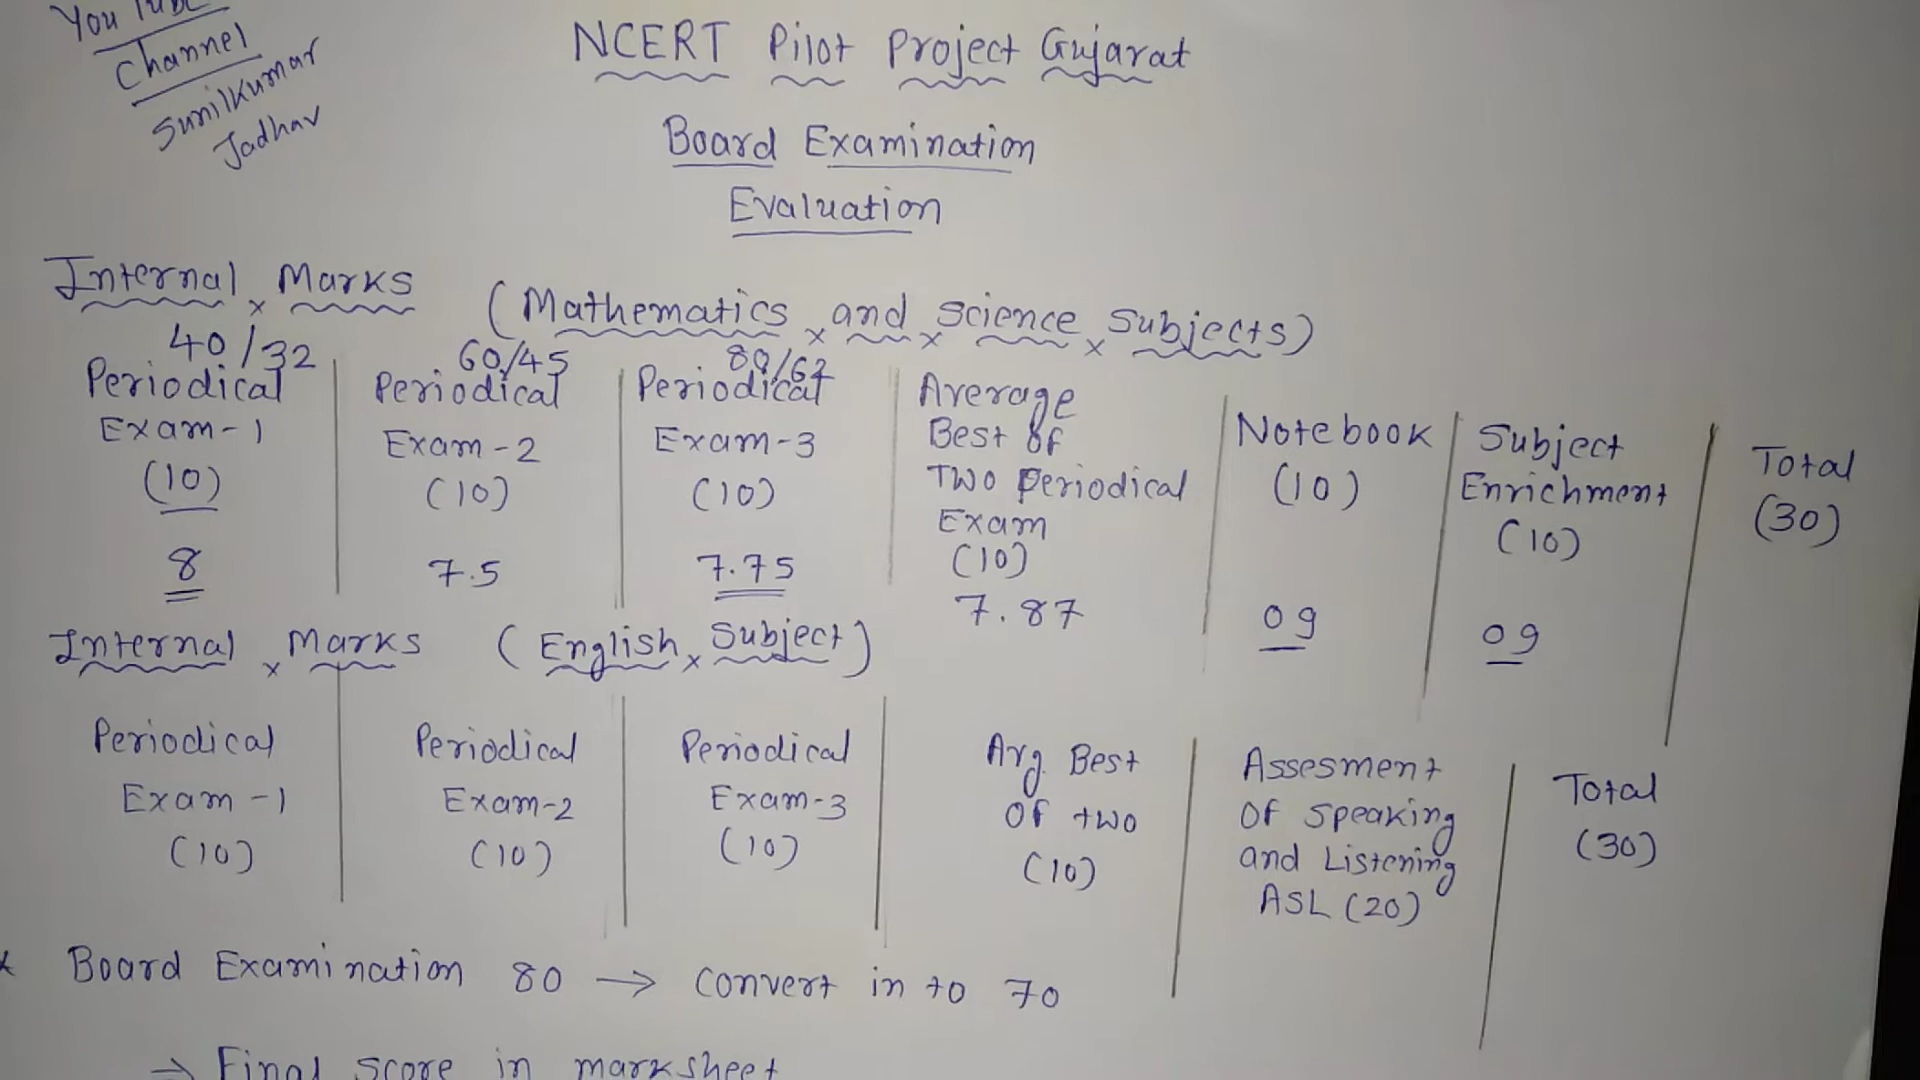 YouTube
Channel
SunilKumar
Jadhav
NCERT Pilot Project Gujarat
Board Examination
Evaluation
Internal Marks (Mathematics and Science Subjects)
40/32
Periodical
Exam-1
(10)
8
60/45
Periodical
Exam-2
(10)
7.5
80/62
Periodical
Exam-3
(10)
7.75
Average
Best of
Two Periodical
Exam
(10)
7.87
Notebook
(10)
09
Subject
Enrichment
(10)
09
Total
(30)
Internal Marks (English Subject)
Periodical
Exam-1
(10)
Periodical
Exam-2
(10)
Periodical
Exam-3
(10)
Avg Best
of two
(10)
Assesment
of speaking
and Listening
ASL (20)
Total
(30)
Board Examination 80 → convert in to 70
→ Final score in marksheet